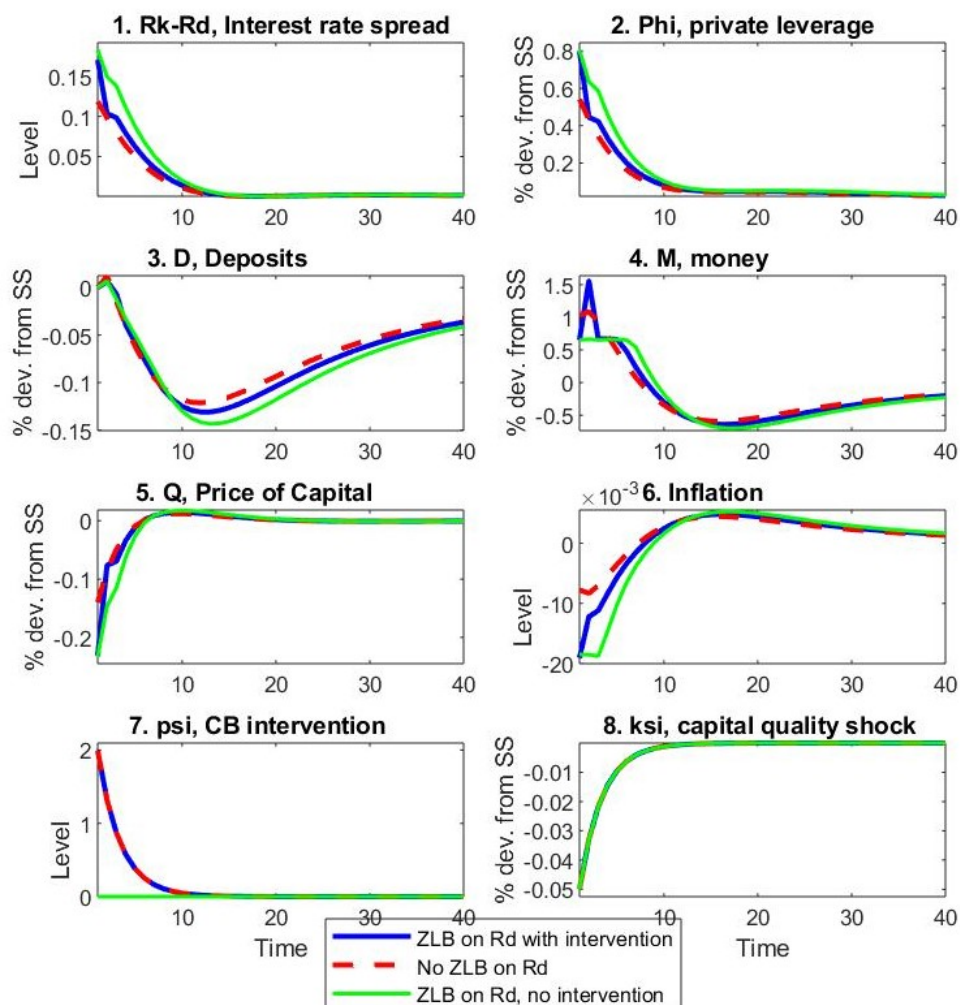 1. Rk-Rd, Interest rate spread
Level
0.15
0.1
0.05
10 20 30 40
2. Phi, private leverage
% dev. from SS
0.8
0.6
0.4
0.2
10 20 30 40
3. D, Deposits
% dev. from SS
0
-0.05
-0.1
-0.15
10 20 30 40
4. M, money
% dev. from SS
1.5
1
0.5
0
-0.5
10 20 30 40
5. Q, Price of Capital
% dev. from SS
0
-0.1
-0.2
10 20 30 40
×10-3 6. Inflation
Level
0
-10
-20
10 20 30 40
7. psi, CB intervention
Level
2
1
0
10 20 30 40
Time
8. ksi, capital quality shock
% dev. from SS
-0.01
-0.02
-0.03
-0.04
-0.05
10 20 30 40
Time
ZLB on Rd with intervention
No ZLB on Rd
ZLB on Rd, no intervention